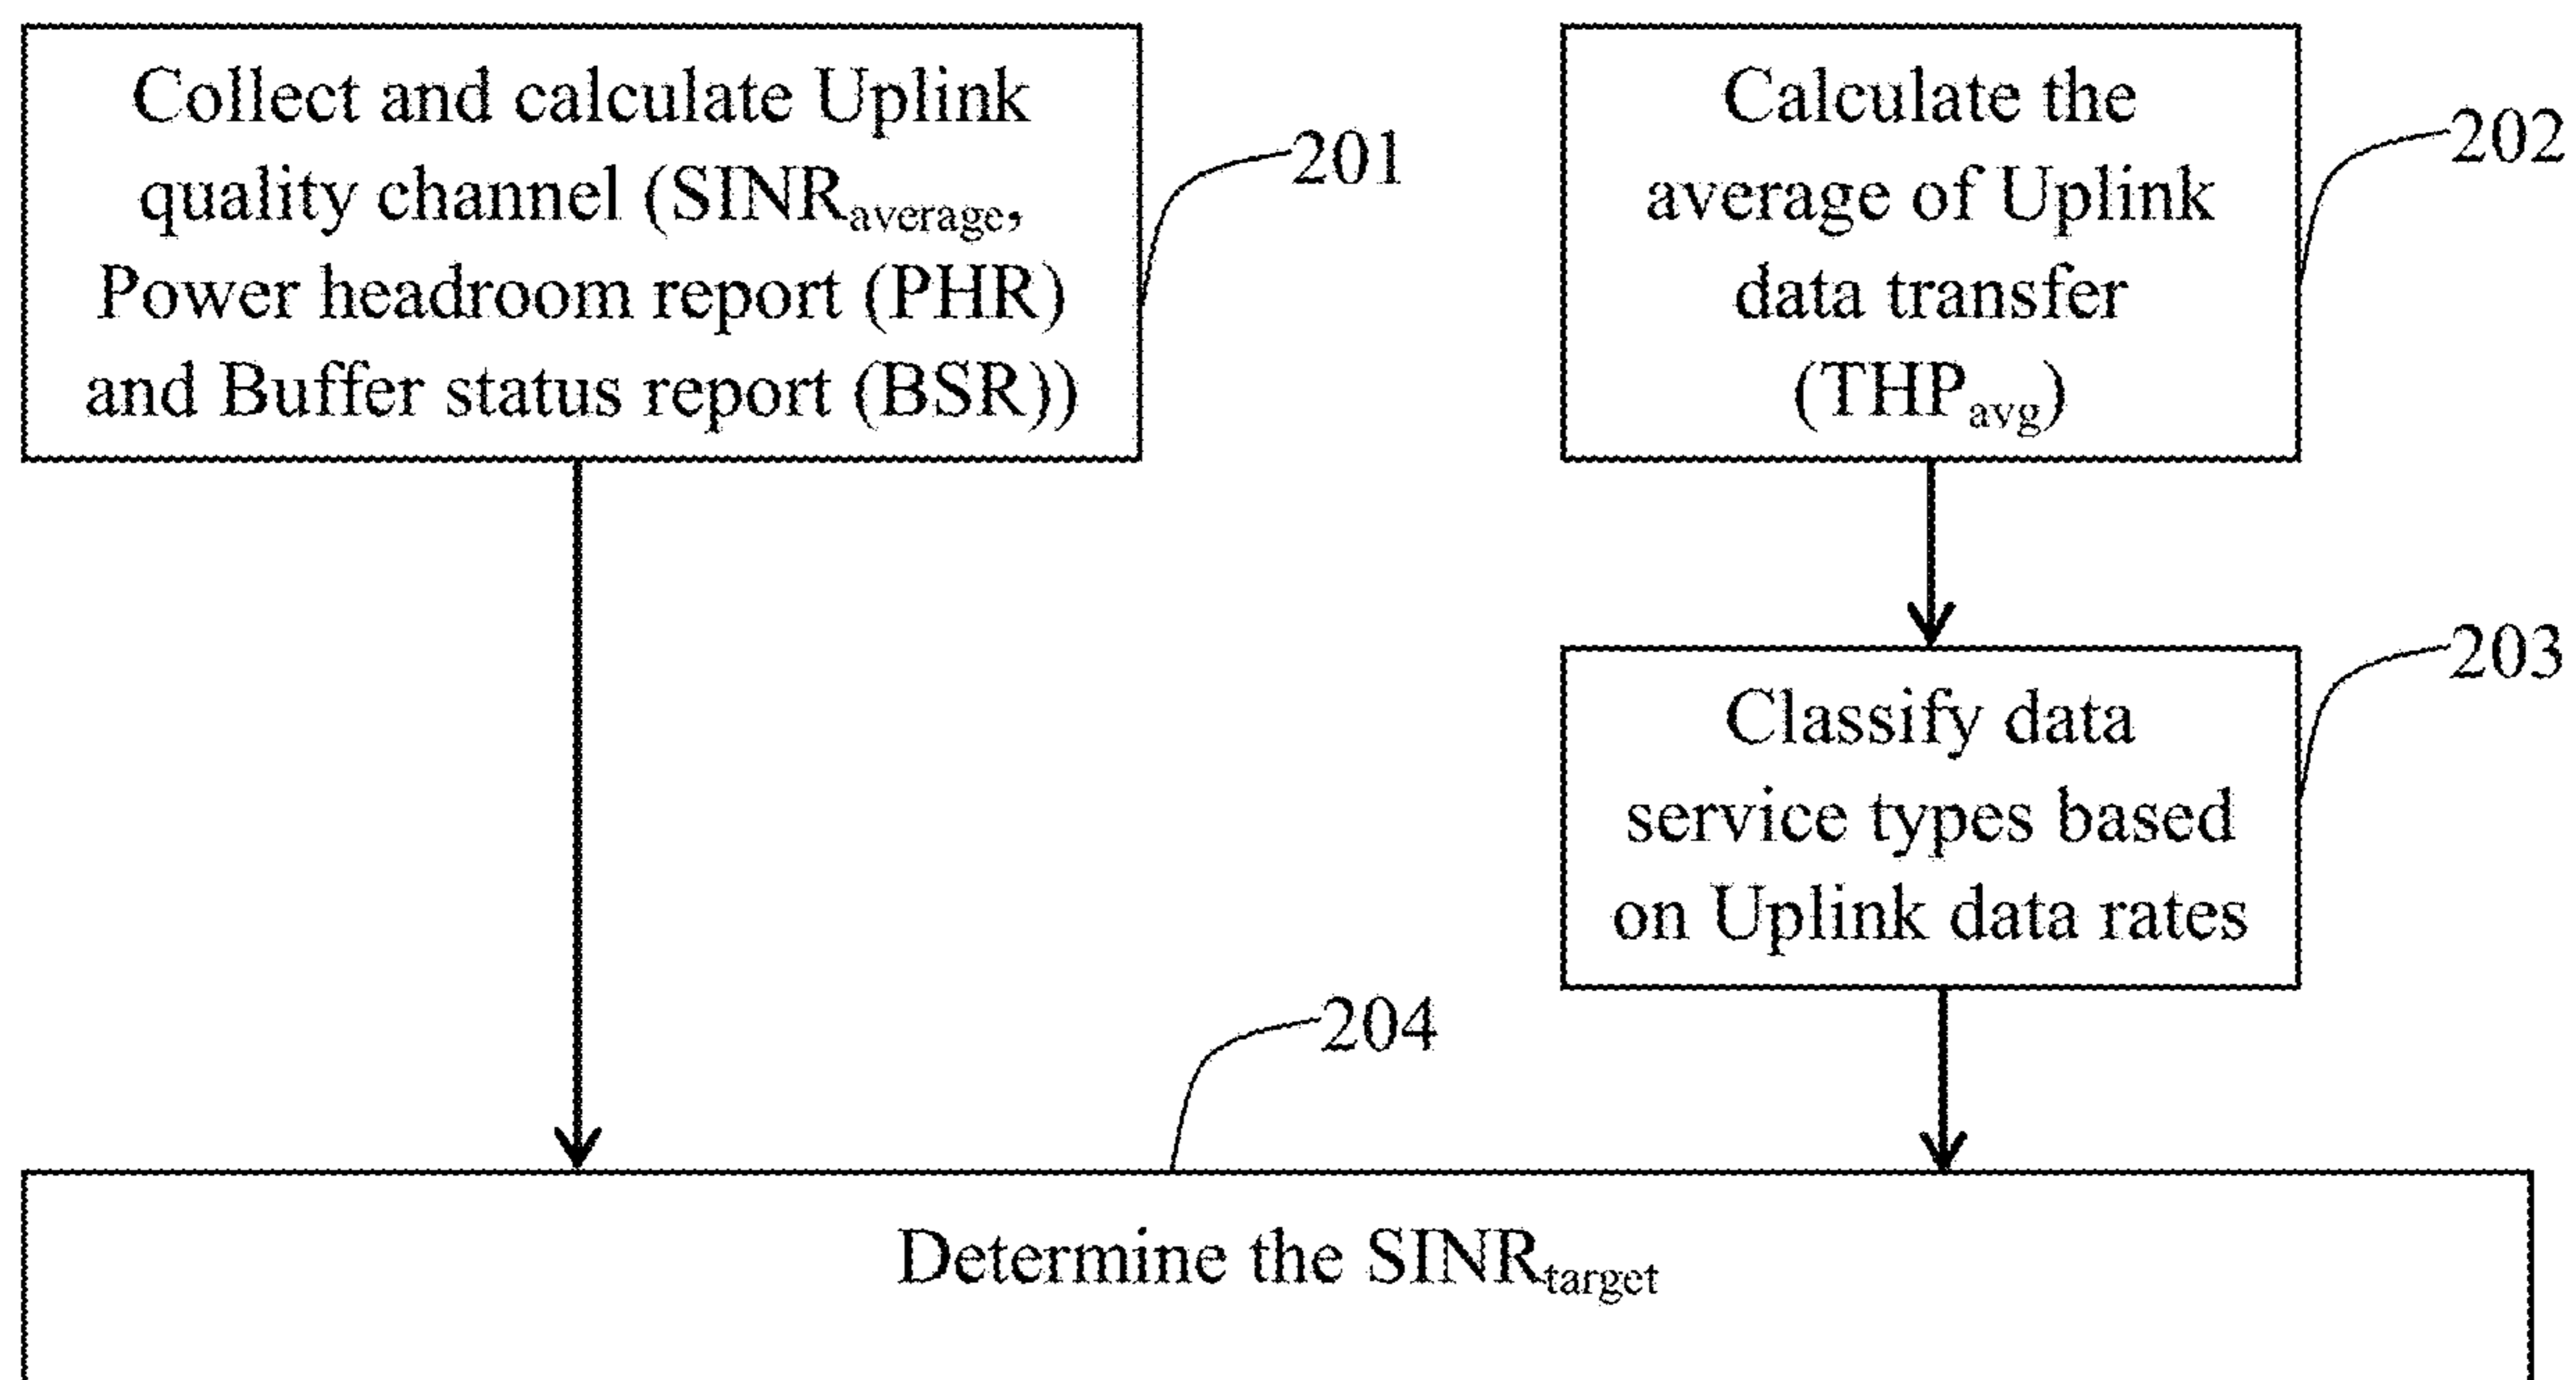 Collect and calculate Uplink
quality channel (SINRaverage,
Power headroom report (PHR)
and Buffer status report (BSR))
201
Calculate the
average of Uplink
data transfer
(THPavg)
202
Classify data
service types based
on Uplink data rates
203
204
Determine the SINRtarget